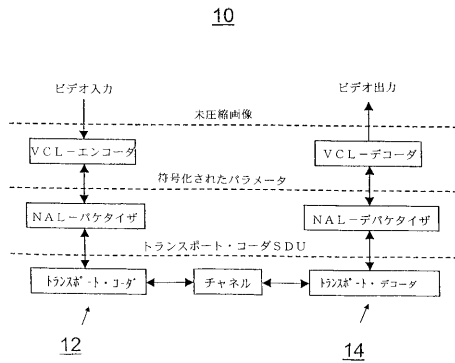 10
ビデオ入力 ビデオ出力
未圧縮画像
VCL－エンコーダ VCL－デコーダ
符号化されたパラメータ
NAL－パケタイザ NAL－デパケタイザ
トランスポート・コーダSDU
トランスポート・コーダ チャネル トランスポート・デコーダ
12 14